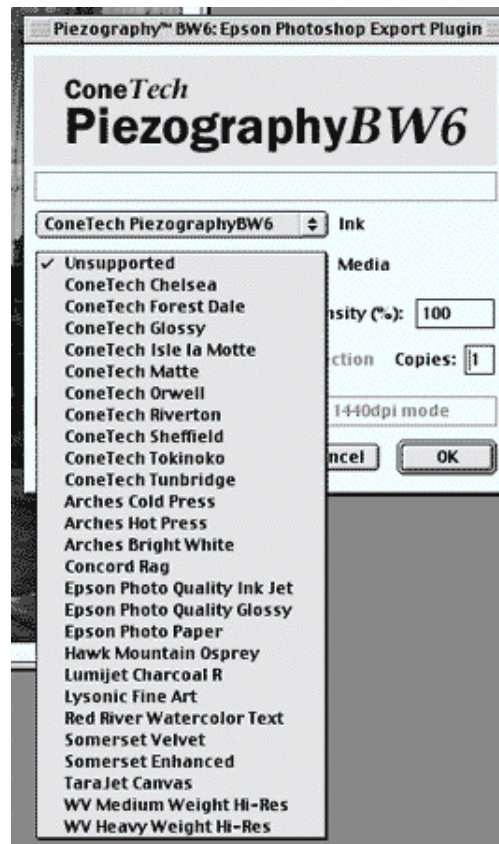 Piezography™ BW6: Epson Photoshop Export Plugin
ConeTech
PiezographyBW6
ConeTech PiezographyBW6 Ink
✓ Unsupported Media
ConeTech Chelsea
ConeTech Forest Dale
nsity (%): 100
ConeTech Glossy
ConeTech Isle la Motte
ction Copies: 1
ConeTech Matte
ConeTech Orwell
ConeTech Riverton 1440dpi mode
ConeTech Sheffield
ConeTech Tokinoko ncel OK
ConeTech Tunbridge
Arches Cold Press
Arches Hot Press
Arches Bright White
Concord Rag
Epson Photo Quality Ink Jet
Epson Photo Quality Glossy
Epson Photo Paper
Hawk Mountain Osprey
Lumijet Charcoal R
Lysonic Fine Art
Red River Watercolor Text
Somerset Velvet
Somerset Enhanced
TaraJet Canvas
WV Medium Weight Hi-Res
WV Heavy Weight Hi-Res